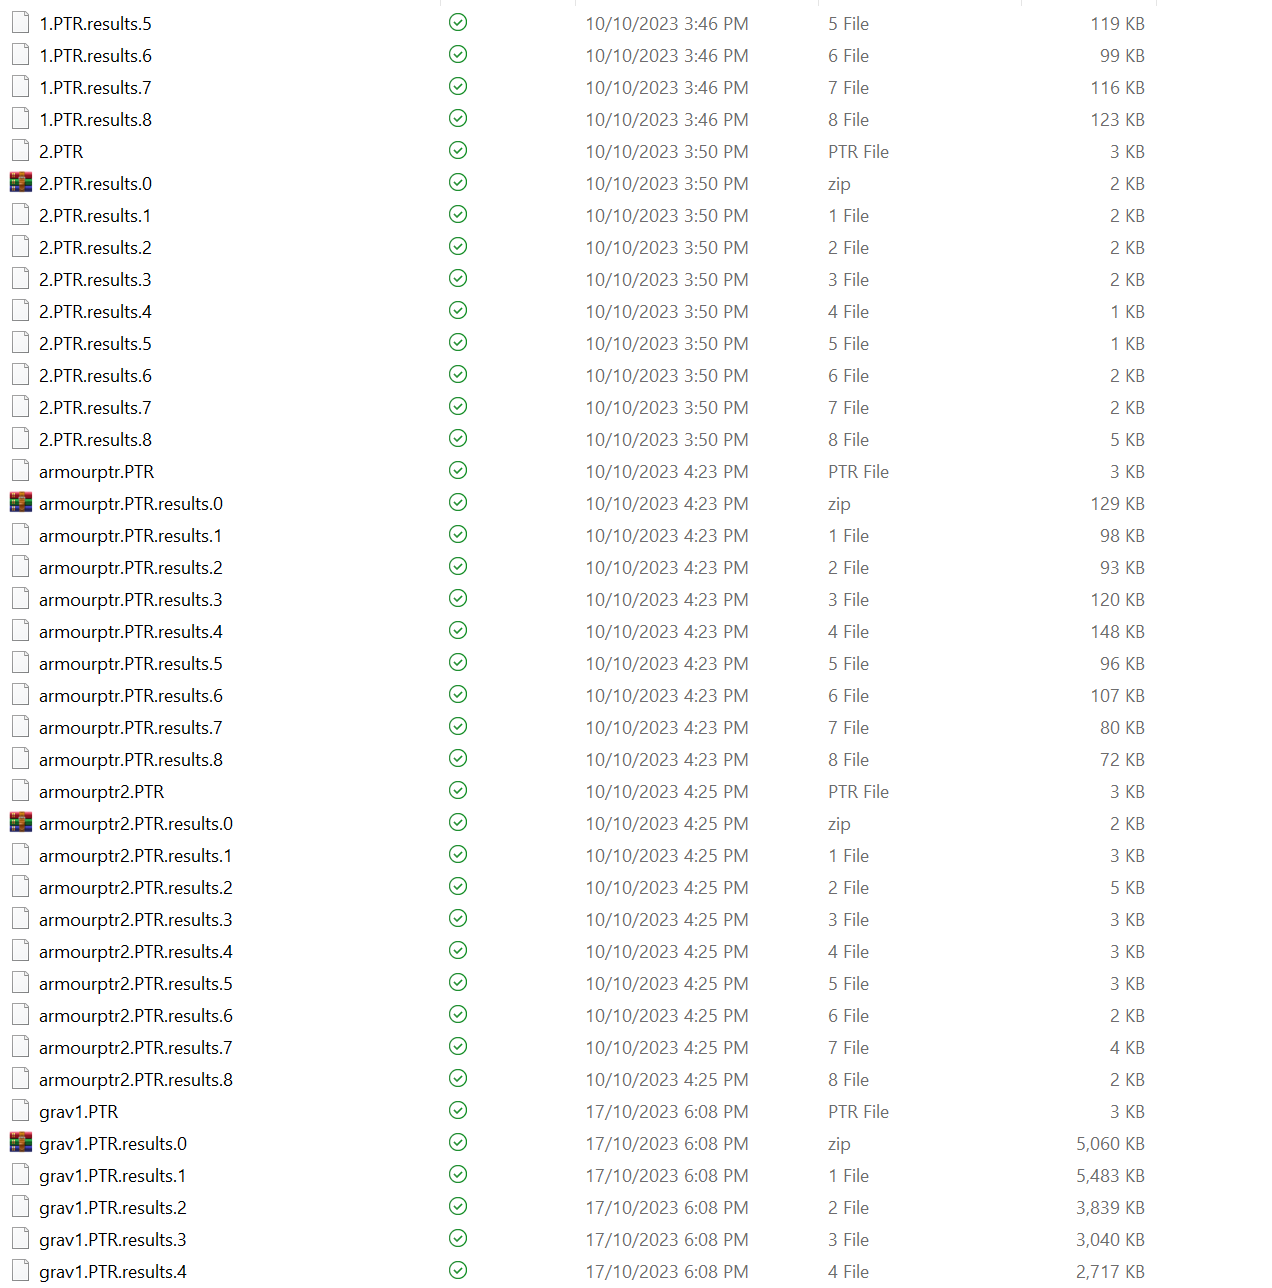 1.PTR.results.5 10/10/2023 3:46 PM 5 File 119 KB
1.PTR.results.6 10/10/2023 3:46 PM 6 File 99 KB
1.PTR.results.7 10/10/2023 3:46 PM 7 File 116 KB
1.PTR.results.8 10/10/2023 3:46 PM 8 File 123 KB
2.PTR 10/10/2023 3:50 PM PTR File 3 KB
2.PTR.results.0 10/10/2023 3:50 PM zip 2 KB
2.PTR.results.1 10/10/2023 3:50 PM 1 File 2 KB
2.PTR.results.2 10/10/2023 3:50 PM 2 File 2 KB
2.PTR.results.3 10/10/2023 3:50 PM 3 File 2 KB
2.PTR.results.4 10/10/2023 3:50 PM 4 File 1 KB
2.PTR.results.5 10/10/2023 3:50 PM 5 File 1 KB
2.PTR.results.6 10/10/2023 3:50 PM 6 File 2 KB
2.PTR.results.7 10/10/2023 3:50 PM 7 File 2 KB
2.PTR.results.8 10/10/2023 3:50 PM 8 File 5 KB
armourptr.PTR 10/10/2023 4:23 PM PTR File 3 KB
armourptr.PTR.results.0 10/10/2023 4:23 PM zip 129 KB
armourptr.PTR.results.1 10/10/2023 4:23 PM 1 File 98 KB
armourptr.PTR.results.2 10/10/2023 4:23 PM 2 File 93 KB
armourptr.PTR.results.3 10/10/2023 4:23 PM 3 File 120 KB
armourptr.PTR.results.4 10/10/2023 4:23 PM 4 File 148 KB
armourptr.PTR.results.5 10/10/2023 4:23 PM 5 File 96 KB
armourptr.PTR.results.6 10/10/2023 4:23 PM 6 File 107 KB
armourptr.PTR.results.7 10/10/2023 4:23 PM 7 File 80 KB
armourptr.PTR.results.8 10/10/2023 4:23 PM 8 File 72 KB
armourptr2.PTR 10/10/2023 4:25 PM PTR File 3 KB
armourptr2.PTR.results.0 10/10/2023 4:25 PM zip 2 KB
armourptr2.PTR.results.1 10/10/2023 4:25 PM 1 File 3 KB
armourptr2.PTR.results.2 10/10/2023 4:25 PM 2 File 5 KB
armourptr2.PTR.results.3 10/10/2023 4:25 PM 3 File 3 KB
armourptr2.PTR.results.4 10/10/2023 4:25 PM 4 File 3 KB
armourptr2.PTR.results.5 10/10/2023 4:25 PM 5 File 3 KB
armourptr2.PTR.results.6 10/10/2023 4:25 PM 6 File 2 KB
armourptr2.PTR.results.7 10/10/2023 4:25 PM 7 File 4 KB
armourptr2.PTR.results.8 10/10/2023 4:25 PM 8 File 2 KB
grav1.PTR 17/10/2023 6:08 PM PTR File 3 KB
grav1.PTR.results.0 17/10/2023 6:08 PM zip 5,060 KB
grav1.PTR.results.1 17/10/2023 6:08 PM 1 File 5,483 KB
grav1.PTR.results.2 17/10/2023 6:08 PM 2 File 3,839 KB
grav1.PTR.results.3 17/10/2023 6:08 PM 3 File 3,040 KB
grav1.PTR.results.4 17/10/2023 6:08 PM 4 File 2,717 KB